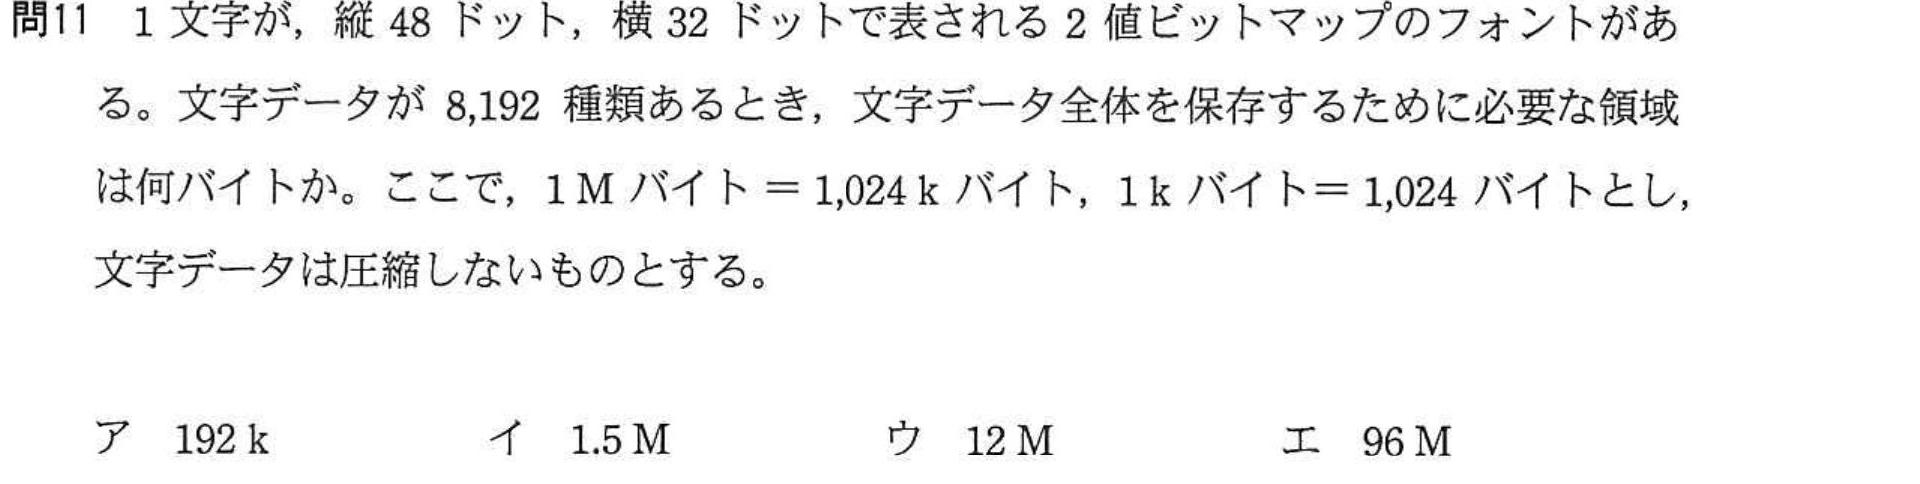 問11　1 文字が，縦 48 ドット，横 32 ドットで表される 2 値ビットマップのフォントがあ
る。文字データが 8,192 種類あるとき，文字データ全体を保存するために必要な領域
は何バイトか。ここで，1 M バイト = 1,024 k バイト，1 k バイト= 1,024 バイトとし，
文字データは圧縮しないものとする。
ア　192 k　イ　1.5 M　ウ　12 M　エ　96 M